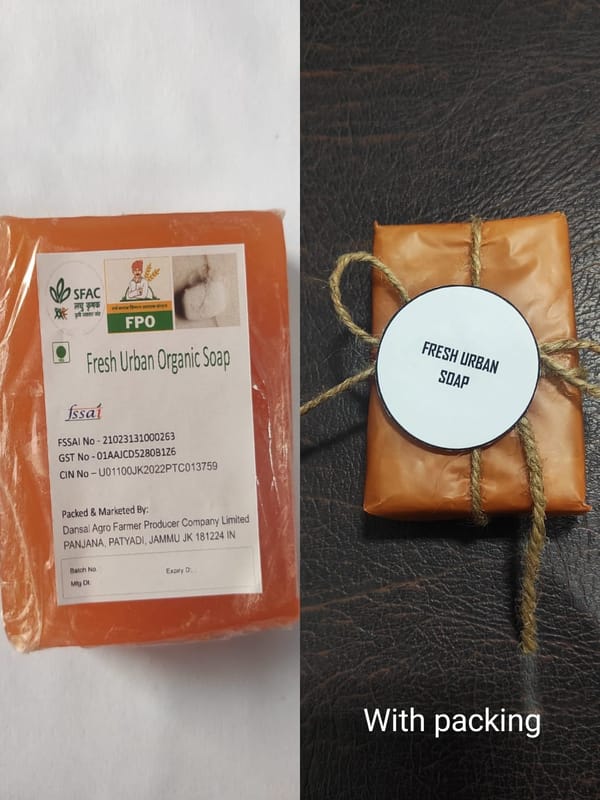 SFAC
लघु कृषक
कृषि व्यापार संघ
FPO
Fresh Urban Organic Soap
fssai
FSSAI No - 21023131000263
GST No - 01AAJCD5280B1Z6
CIN No – U01100JK2022PTC013759
Packed & Marketed By:
Dansal Agro Farmer Producer Company Limited
PANJANA, PATYADI, JAMMU JK 181224 IN
Batch No.
Expiry D...
Mfg Dt.
FRESH URBAN
SOAP
With packing